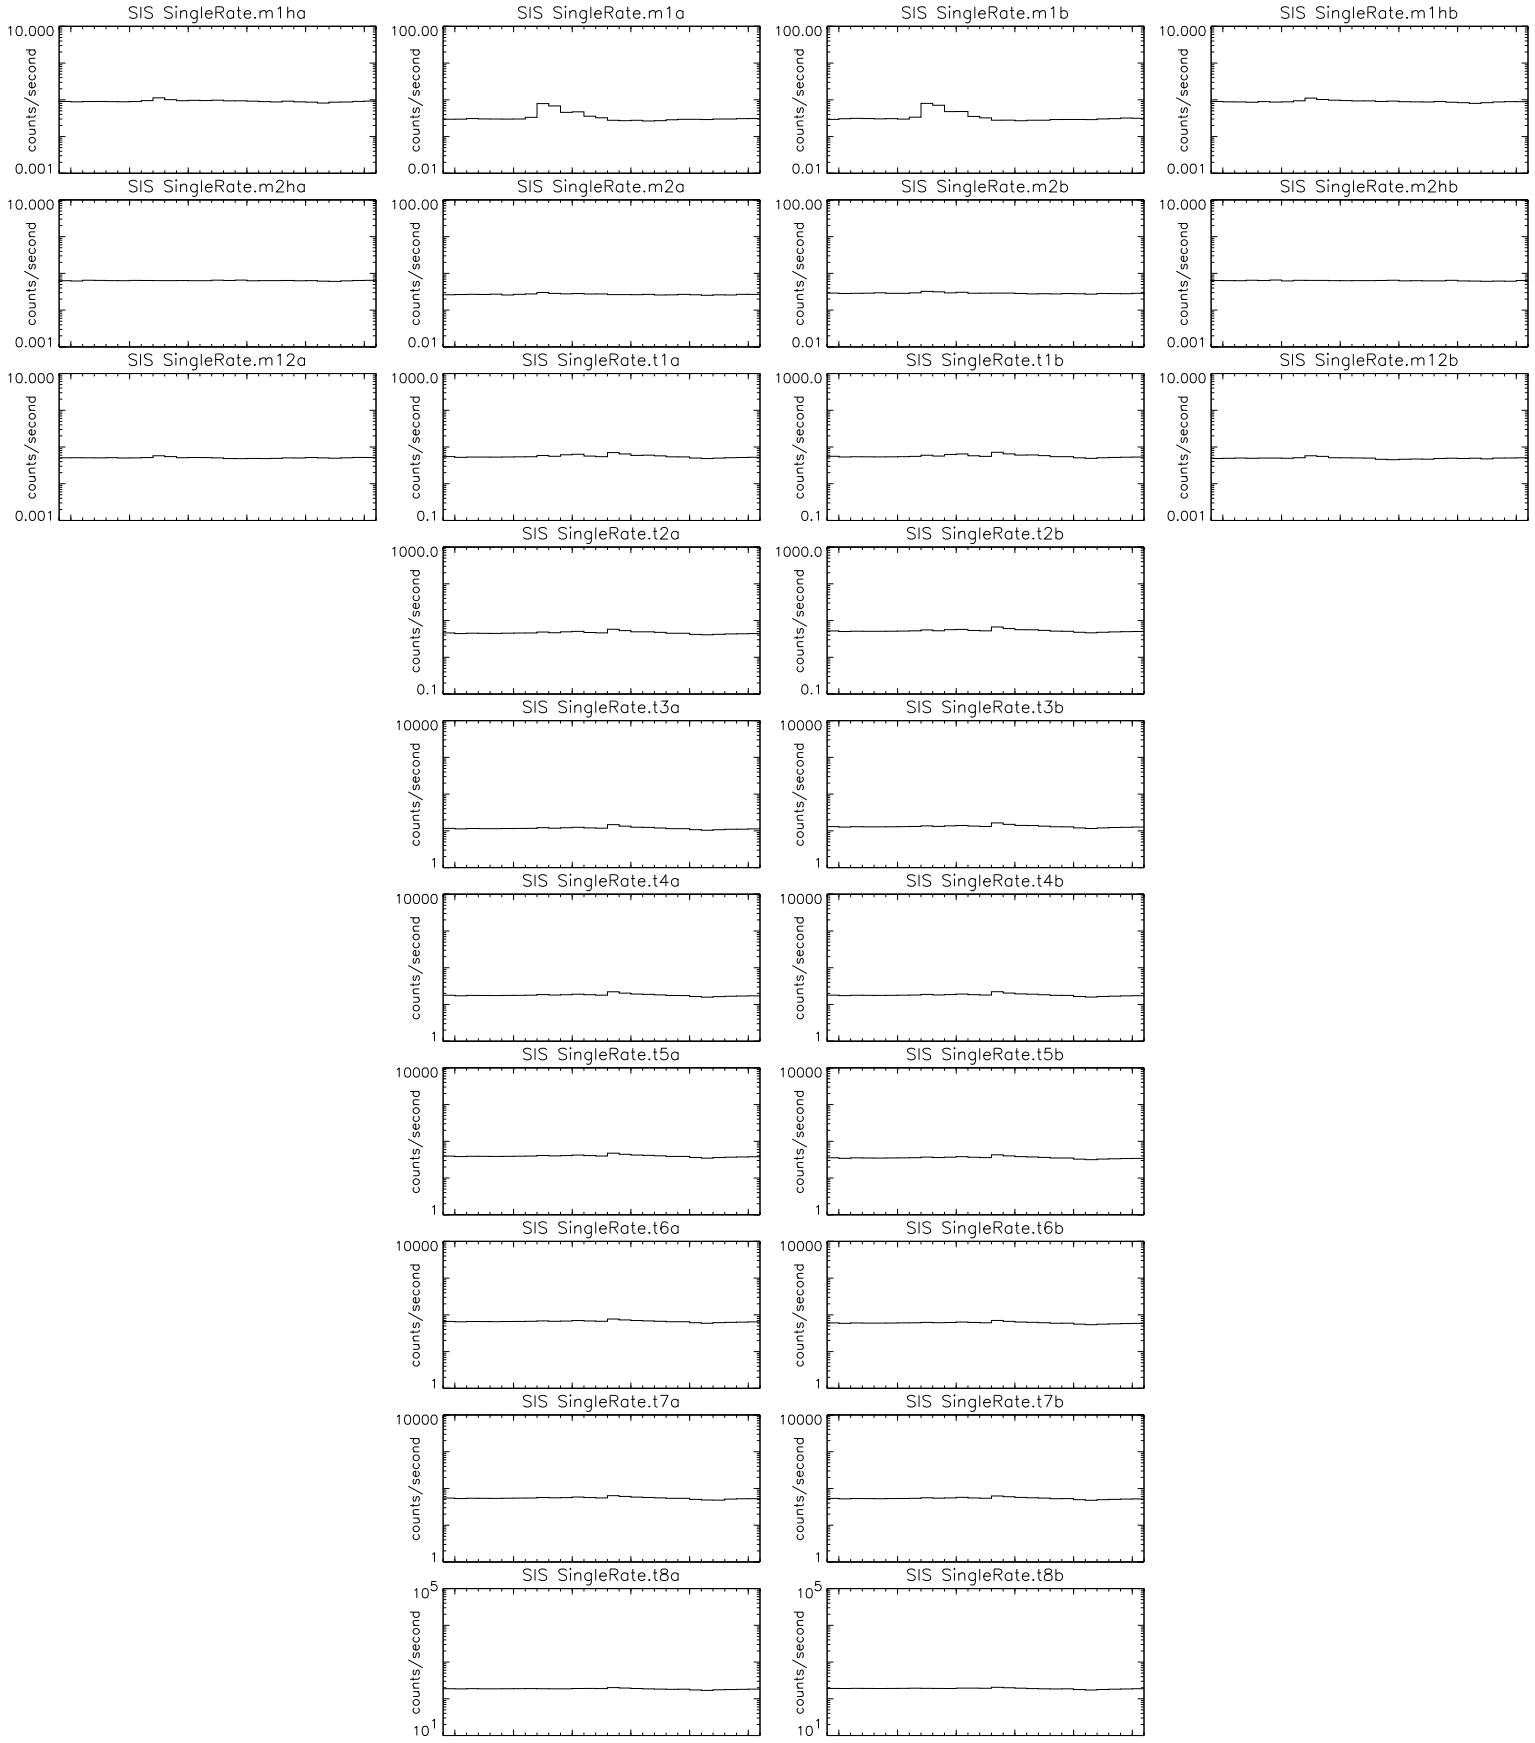 SIS SingleRate.m1ha
10.000
counts/second
0.001
SIS SingleRate.m1a
100.00
counts/second
0.01
SIS SingleRate.m1b
100.00
counts/second
0.01
SIS SingleRate.m1hb
10.000
counts/second
0.001
SIS SingleRate.m2ha
10.000
counts/second
0.001
SIS SingleRate.m2a
100.00
counts/second
0.01
SIS SingleRate.m2b
100.00
counts/second
0.01
SIS SingleRate.m2hb
10.000
counts/second
0.001
SIS SingleRate.m12a
10.000
counts/second
0.001
SIS SingleRate.t1a
1000.0
counts/second
0.1
SIS SingleRate.t1b
1000.0
counts/second
0.1
SIS SingleRate.m12b
10.000
counts/second
0.001
SIS SingleRate.t2a
1000.0
counts/second
0.1
SIS SingleRate.t2b
1000.0
counts/second
0.1
SIS SingleRate.t3a
10000
counts/second
1
SIS SingleRate.t3b
10000
counts/second
1
SIS SingleRate.t4a
10000
counts/second
1
SIS SingleRate.t4b
10000
counts/second
1
SIS SingleRate.t5a
10000
counts/second
1
SIS SingleRate.t5b
10000
counts/second
1
SIS SingleRate.t6a
10000
counts/second
1
SIS SingleRate.t6b
10000
counts/second
1
SIS SingleRate.t7a
10000
counts/second
1
SIS SingleRate.t7b
10000
counts/second
1
SIS SingleRate.t8a
10⁵
counts/second
10¹
SIS SingleRate.t8b
10⁵
counts/second
10¹